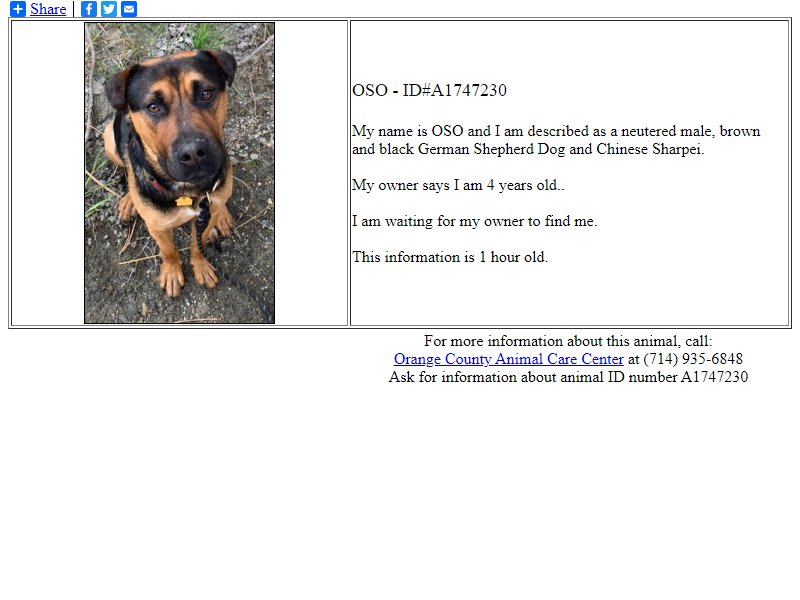 Share |
OSO - ID#A1747230
My name is OSO and I am described as a neutered male, brown
and black German Shepherd Dog and Chinese Sharpei.
My owner says I am 4 years old..
I am waiting for my owner to find me.
This information is 1 hour old.
For more information about this animal, call:
Orange County Animal Care Center at (714) 935-6848
Ask for information about animal ID number A1747230